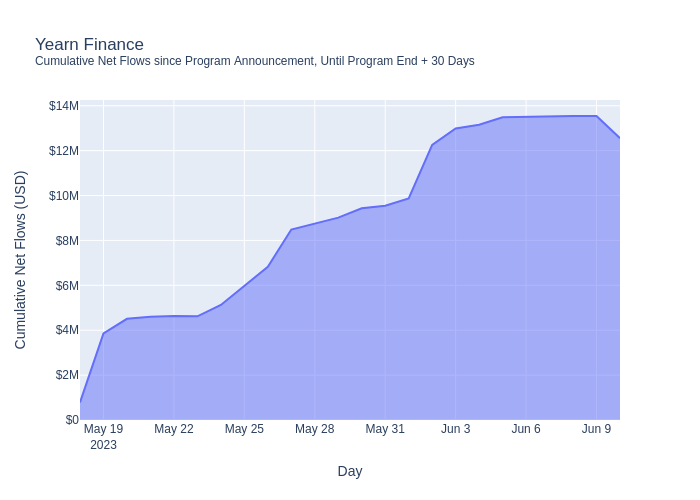 Yearn Finance
Cumulative Net Flows since Program Announcement, Until Program End + 30 Days
$14M
$12M
$10M
$8M
$6M
$4M
$2M
$0
Cumulative Net Flows (USD)
May 19
2023
May 22
May 25
May 28
May 31
Jun 3
Jun 6
Jun 9
Day